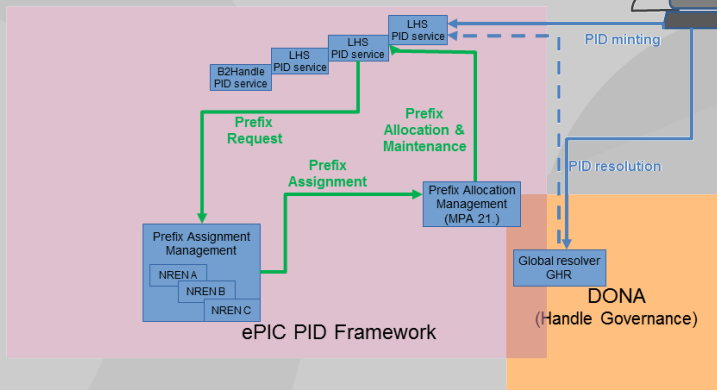 LHS
PID service
PID minting
LHS
PID service
LHS
PID service
B2Handle
PID service
Prefix
Request
Prefix
Allocation &
Maintenance
Prefix
Assignment
PID resolution
Prefix Allocation
Management
(MPA 21.)
Prefix Assignment
Management
NREN A
NREN B
NREN C
Global resolver
GHR
DONA
(Handle Governance)
ePIC PID Framework